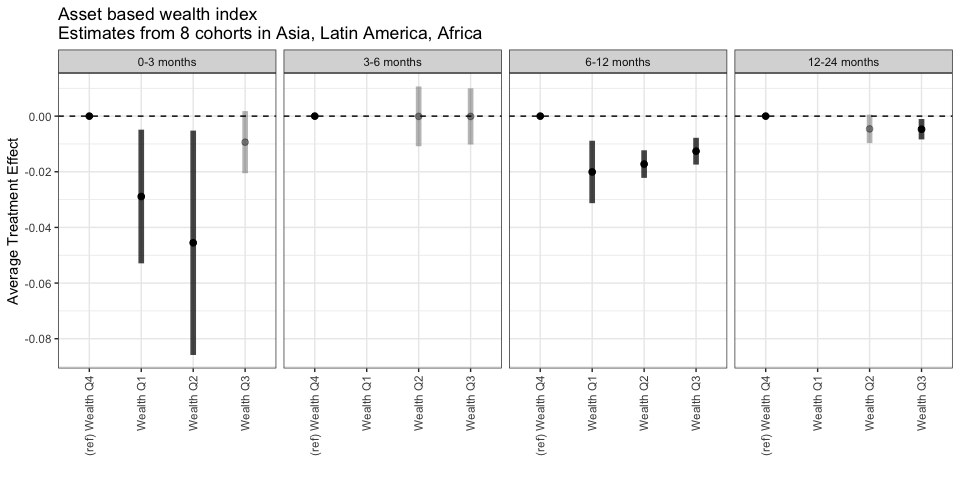 Asset based wealth index
Estimates from 8 cohorts in Asia, Latin America, Africa
0-3 months
3-6 months
6-12 months
12-24 months
Average Treatment Effect
0.00
-0.02
-0.04
-0.06
-0.08
(ref) Wealth Q4
Wealth Q1
Wealth Q2
Wealth Q3
(ref) Wealth Q4
Wealth Q1
Wealth Q2
Wealth Q3
(ref) Wealth Q4
Wealth Q1
Wealth Q2
Wealth Q3
(ref) Wealth Q4
Wealth Q1
Wealth Q2
Wealth Q3